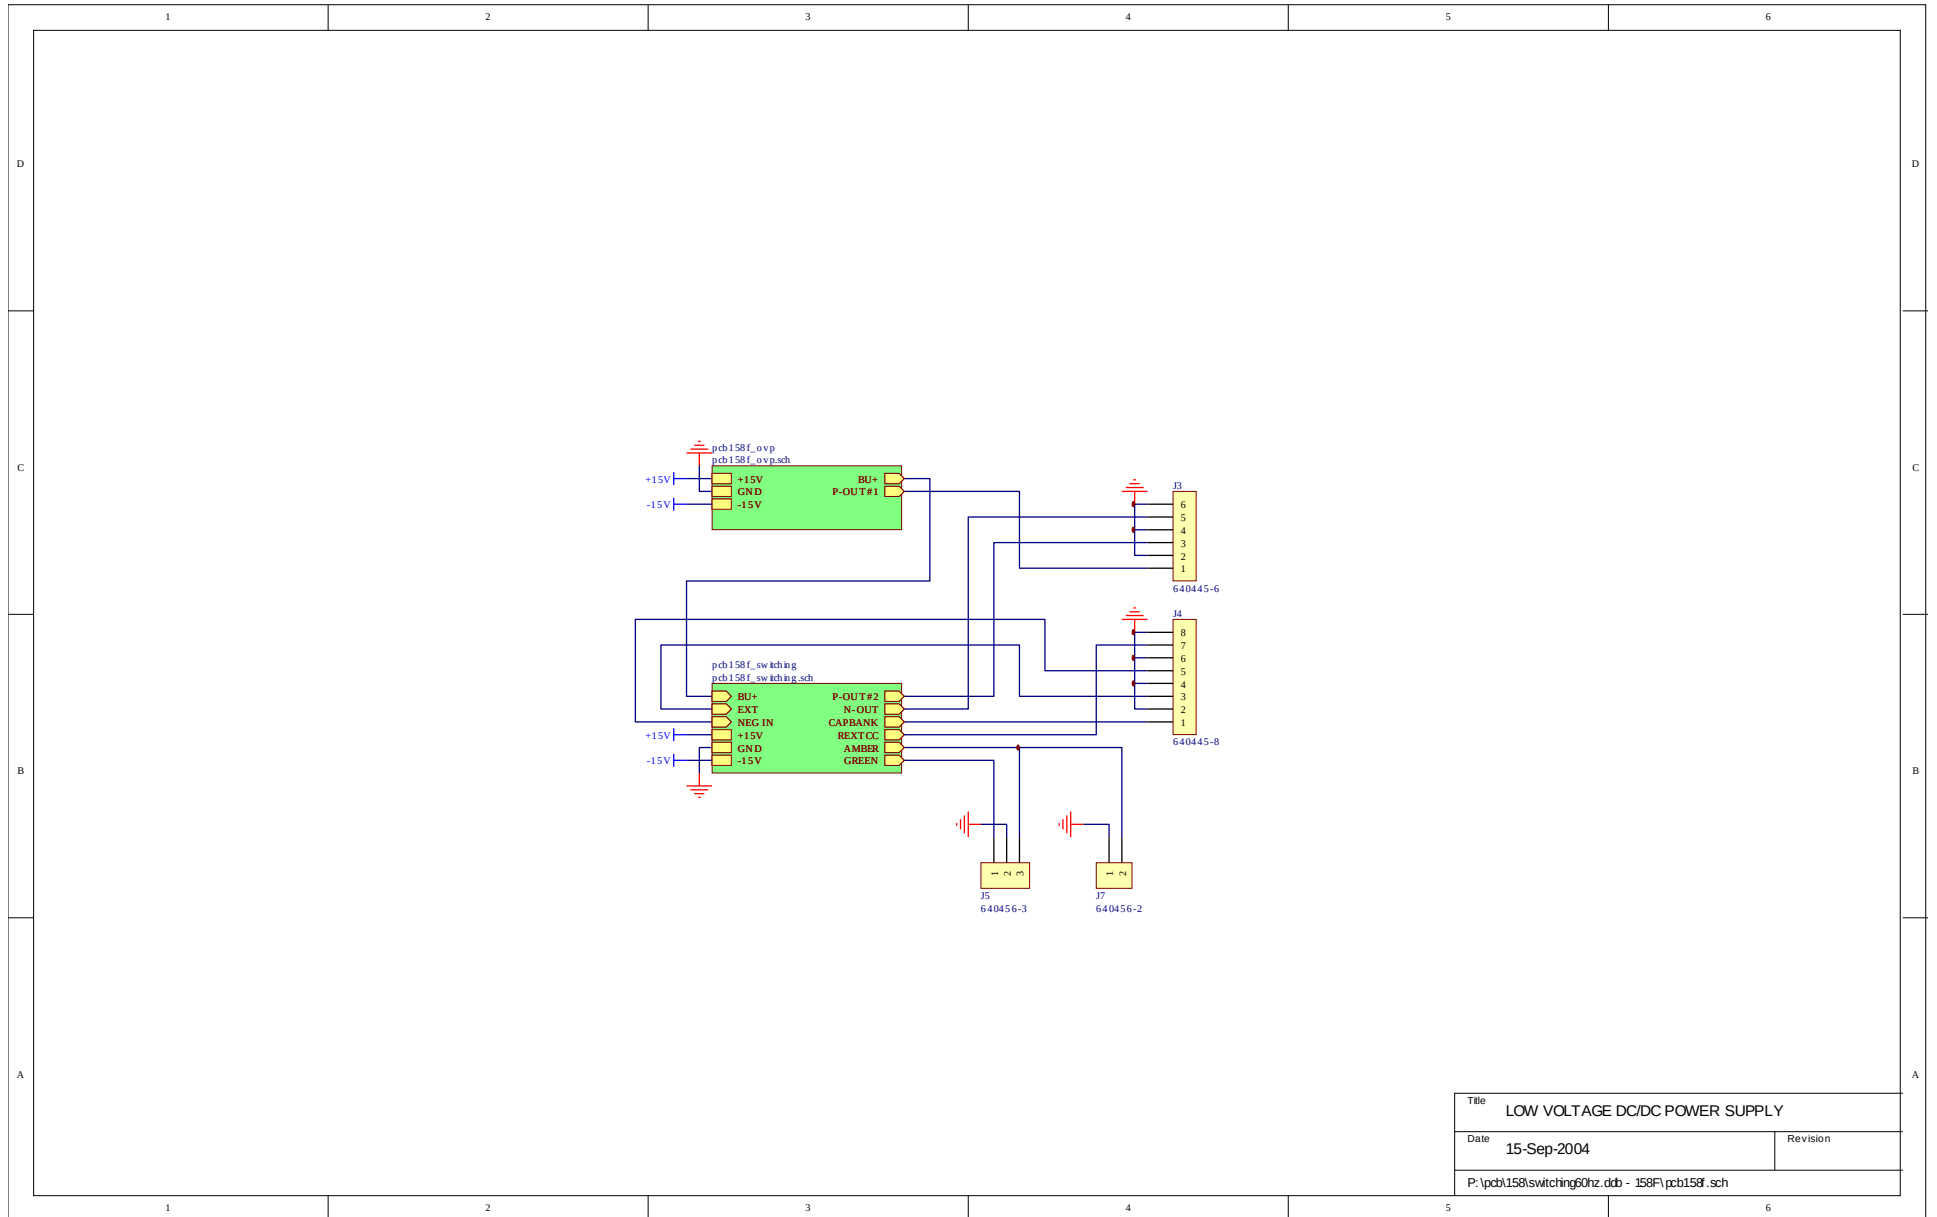 1 2 3 4 5 6
D D
C C
B B
A A
pcb158f_ovp
pcb158f_ovp.sch
+15V +15V BU+
GND P-OUT#1
-15V -15V
J3
6
5
4
3
2
1
640445-6
J4
8
7
6
5
4
3
2
1
640445-8
pcb158f_switching
pcb158f_switching.sch
BU+ P-OUT#2
EXT N-OUT
NEG IN CAPBANK
+15V +15V REXTCC
GND AMBER
-15V -15V GREEN
1 2 3
J5
640456-3
1 2
J7
640456-2
Title LOW VOLTAGE DC/DC POWER SUPPLY
Date 15-Sep-2004 Revision
P:\pcb\158\switching60hz.ddb - 158F\pcb158f.sch
1 2 3 4 5 6